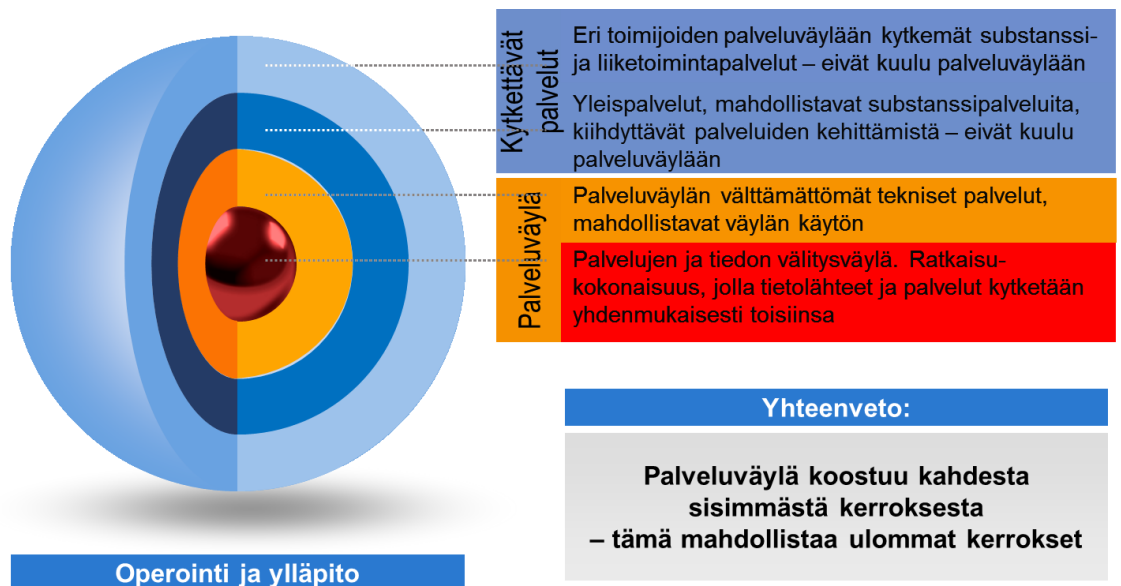 Kytkettävät
palvelut
Eri toimijoiden palveluväylään kytkemät substanssi-
ja liiketoimintapalvelut – eivät kuulu palveluväylään
Yleispalvelut, mahdollistavat substanssipalveluita,
kiihdyttävät palveluiden kehittämistä – eivät kuulu
palveluväylään
Palveluväylä
Palveluväylän välttämättömät tekniset palvelut,
mahdollistavat väylän käytön
Palvelujen ja tiedon välitysväylä. Ratkaisu-
kokonaisuus, jolla tietolähteet ja palvelut kytketään
yhdenmukaisesti toisiinsa
Yhteenveto:
Palveluväylä koostuu kahdesta
sisimmästä kerroksesta
– tämä mahdollistaa ulommat kerrokset
Operointi ja ylläpito